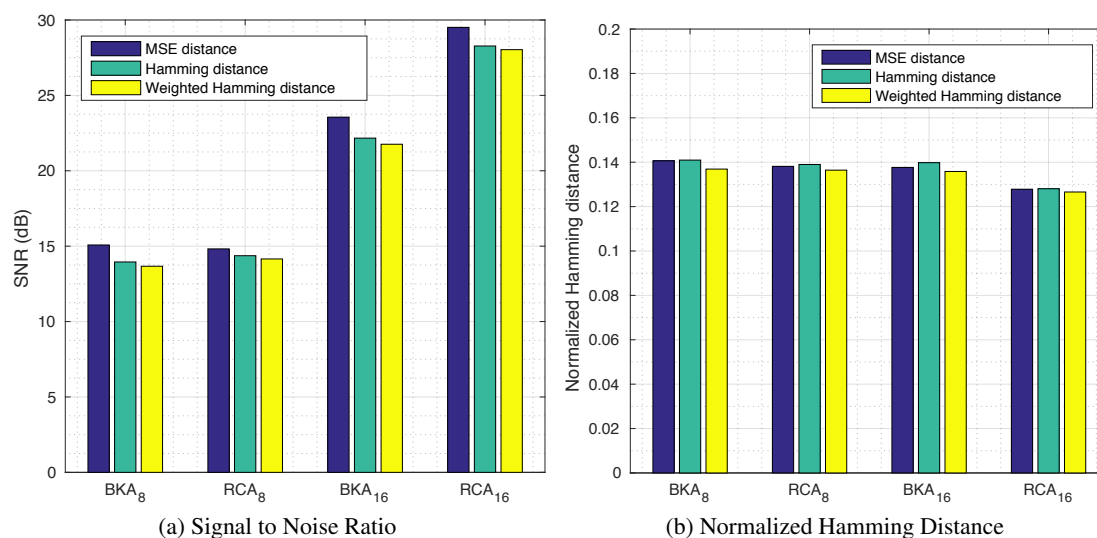 30
25
20
15
10
5
0
SNR (dB)
MSE distance
Hamming distance
Weighted Hamming distance
BKA₈ RCA₈ BKA₁₆ RCA₁₆
(a) Signal to Noise Ratio
0.2
0.18
0.16
0.14
0.12
0.1
0.08
0.06
0.04
0.02
0
Normalized Hamming distance
MSE distance
Hamming distance
Weighted Hamming distance
BKA₈ RCA₈ BKA₁₆ RCA₁₆
(b) Normalized Hamming Distance